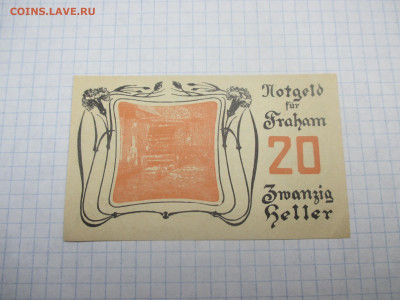 COINS.LAVE.RU
Notgeld
für
Fraham
20
Zwanzig
Heller